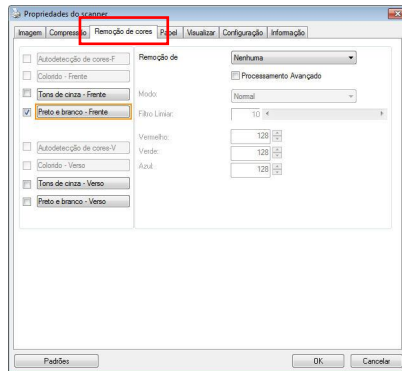 Propriedades do scanner
Imagem Compressão Remoção de cores Papel Visualizar Configuração Informação
Autodetecção de cores-F
Colorido - Frente
Tons de cinza - Frente
Preto e branco - Frente
Autodetecção de cores-V
Colorido - Verso
Tons de cinza - Verso
Preto e branco - Verso
Remoção de Nenhuma
Processamento Avançado
Modo: Normal
Filtro Limiar: 10
Vermelho: 128
Verde: 128
Azul: 128
Padrões OK Cancelar